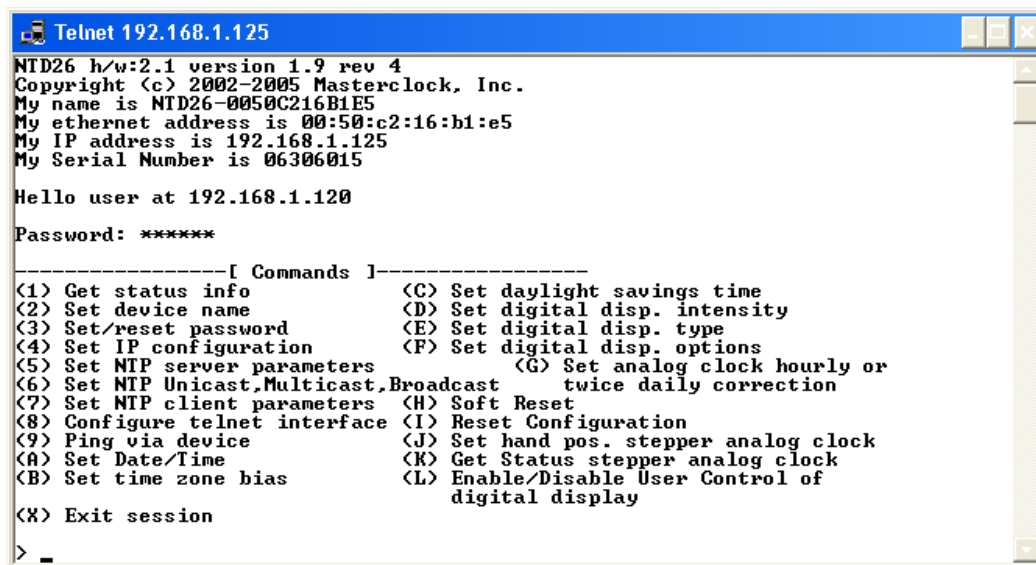 Telnet 192.168.1.125
NTD26 h/w:2.1 version 1.9 rev 4
Copyright (c) 2002-2005 Masterclock, Inc.
My name is NTD26-0050C216B1E5
My ethernet address is 00:50:c2:16:b1:e5
My IP address is 192.168.1.125
My Serial Number is 06306015
Hello user at 192.168.1.120
Password: ******
-----------------[ Commands ]-----------------
(1) Get status info (C) Set daylight savings time
(2) Set device name (D) Set digital disp. intensity
(3) Set/reset password (E) Set digital disp. type
(4) Set IP configuration (F) Set digital disp. options
(5) Set NTP server parameters (G) Set analog clock hourly or
(6) Set NTP Unicast,Multicast,Broadcast twice daily correction
(7) Set NTP client parameters (H) Soft Reset
(8) Configure telnet interface (I) Reset Configuration
(9) Ping via device (J) Set hand pos. stepper analog clock
(A) Set Date/Time (K) Get Status stepper analog clock
(B) Set time zone bias (L) Enable/Disable User Control of
digital display
(X) Exit session
> _